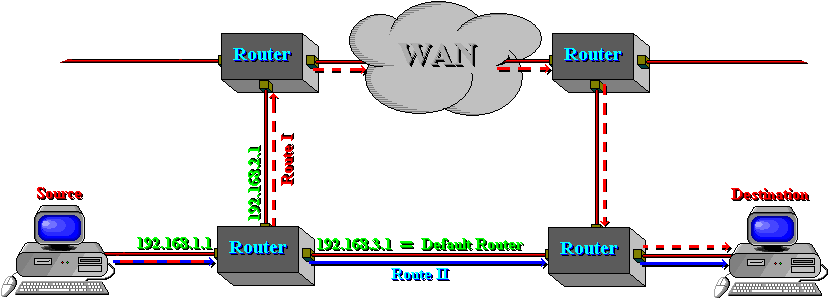 Router
WAN
Router
192.168.2.1
Route I
Source
Destination
192.168.1.1
Router
192.168.3.1 = Default Router
Router
Route II